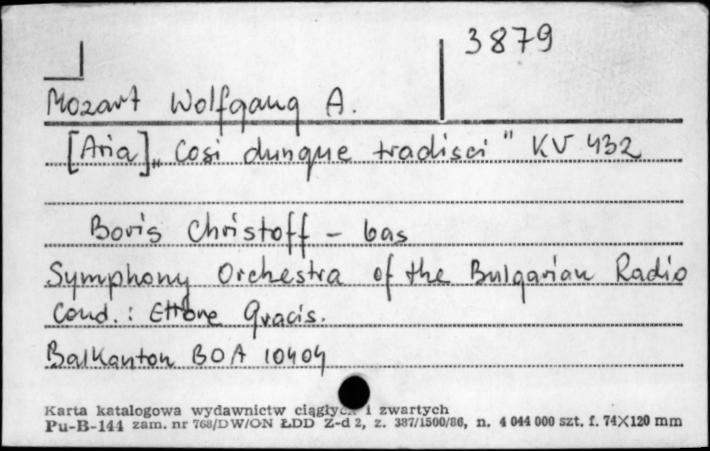 3879
Mozart Wolfgang A.
[Aria] „Cosi dunque tradisci" KV 432
Boris Christoff - bas
Symphony Orchestra of the Bulgarian Radio
Cond.: Ettore Gracis.
Balkanton BOA 10404
Karta katalogowa wydawnictw ciągłych i zwartych
Pu-B-144 zam. nr 768/DW/ON ŁDD Z-d 2, z. 387/1500/86, n. 4 044 000 szt. f. 74×120 mm